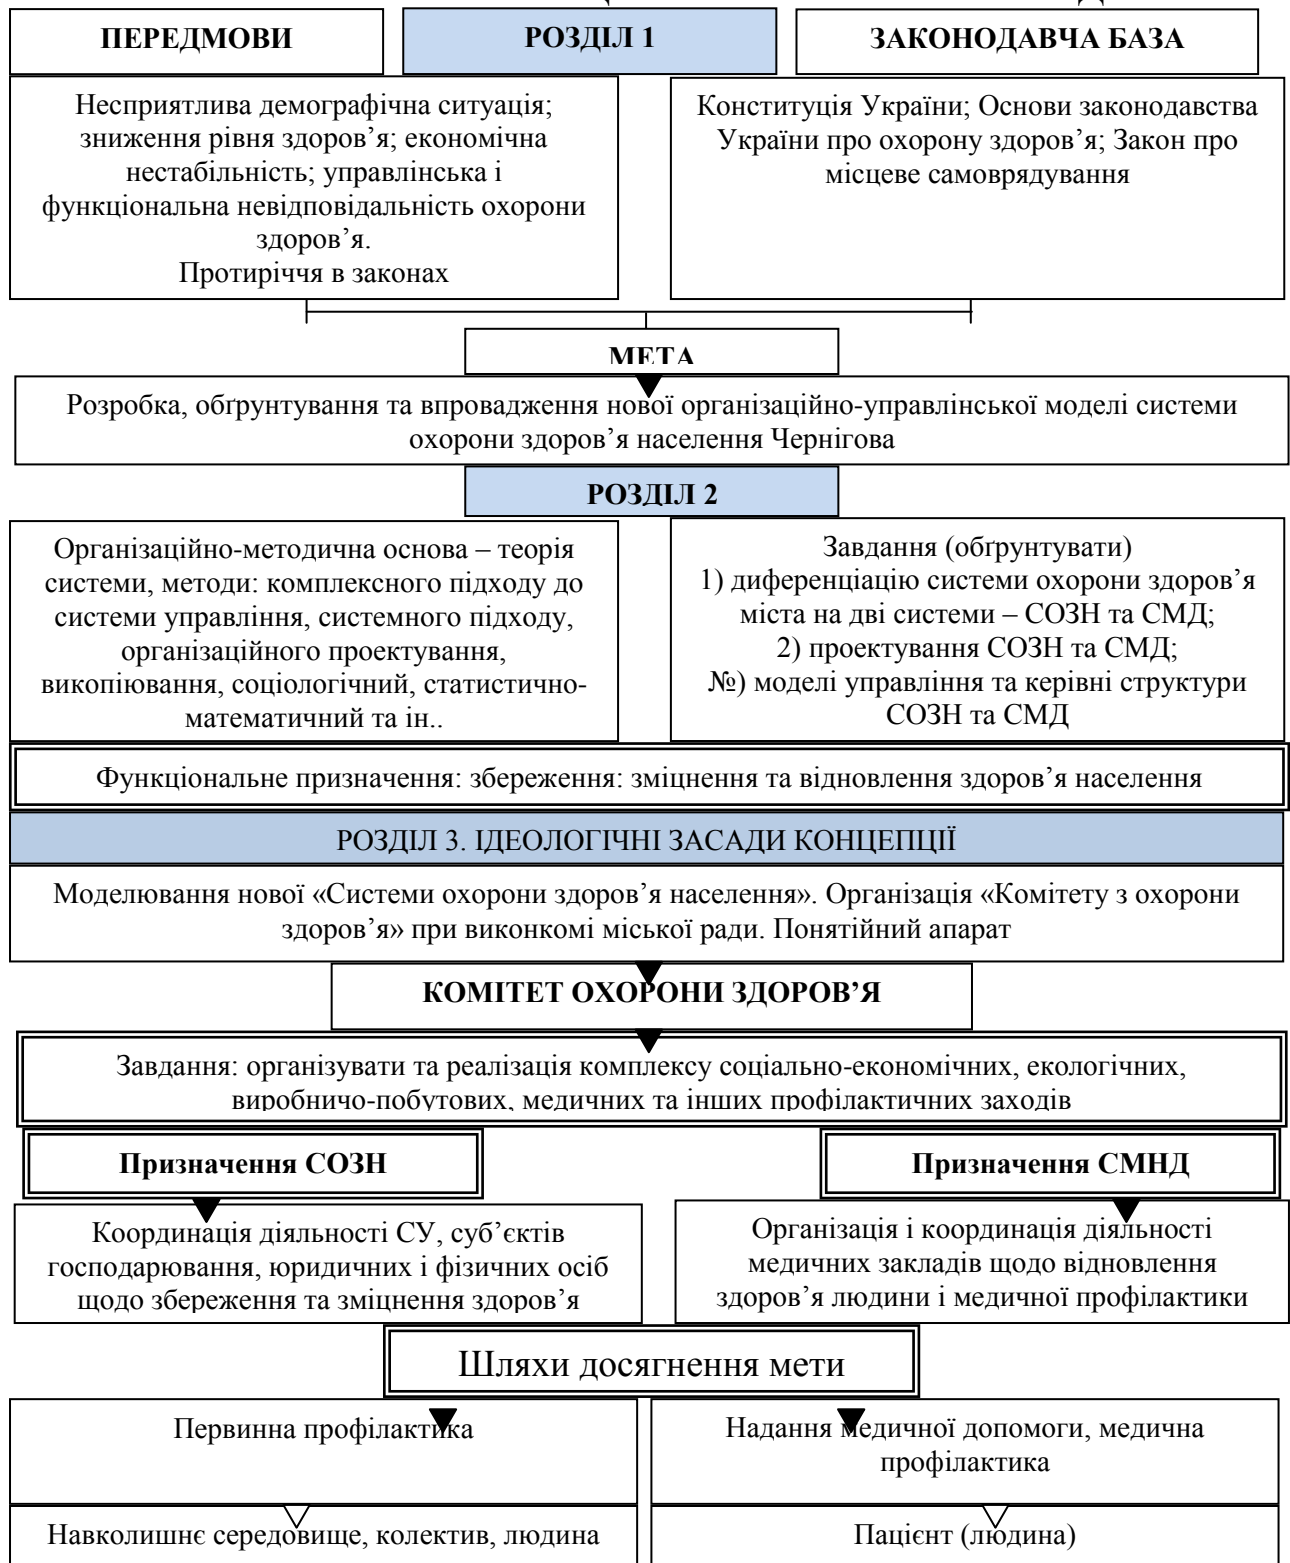 ПЕРЕДМОВИ
РОЗДІЛ 1
ЗАКОНОДАВЧА БАЗА
Несприятлива демографічна ситуація;
зниження рівня здоров’я; економічна
нестабільність; управлінська і
функціональна невідповідальність охорони
здоров’я.
Протиріччя в законах
Конституція України; Основи законодавства
України про охорону здоров’я; Закон про
місцеве самоврядування
МЕТА
Розробка, обґрунтування та впровадження нової організаційно-управлінської моделі системи
охорони здоров’я населення Чернігова
РОЗДІЛ 2
Організаційно-методична основа – теорія
системи, методи: комплексного підходу до
системи управління, системного підходу,
організаційного проектування,
викопіювання, соціологічний, статистично-
математичний та ін..
Завдання (обґрунтувати)
1) диференціацію системи охорони здоров’я
міста на дві системи – СОЗН та СМД;
2) проектування СОЗН та СМД;
№) моделі управління та керівні структури
СОЗН та СМД
Функціональне призначення: збереження: зміцнення та відновлення здоров’я населення
РОЗДІЛ 3. ІДЕОЛОГІЧНІ ЗАСАДИ КОНЦЕПЦІЇ
Моделювання нової «Системи охорони здоров’я населення». Організація «Комітету з охорони
здоров’я» при виконкомі міської ради. Понятійний апарат
КОМІТЕТ ОХОРОНИ ЗДОРОВ’Я
Завдання: організувати та реалізація комплексу соціально-економічних, екологічних,
виробничо-побутових, медичних та інших профілактичних заходів
Призначення СОЗН
Призначення СМНД
Координація діяльності СУ, суб’єктів
господарювання, юридичних і фізичних осіб
щодо збереження та зміцнення здоров’я
Організація і координація діяльності
медичних закладів щодо відновлення
здоров’я людини і медичної профілактики
Шляхи досягнення мети
Первинна профілактика
Надання медичної допомоги, медична
профілактика
Навколишнє середовище, колектив, людина
Пацієнт (людина)